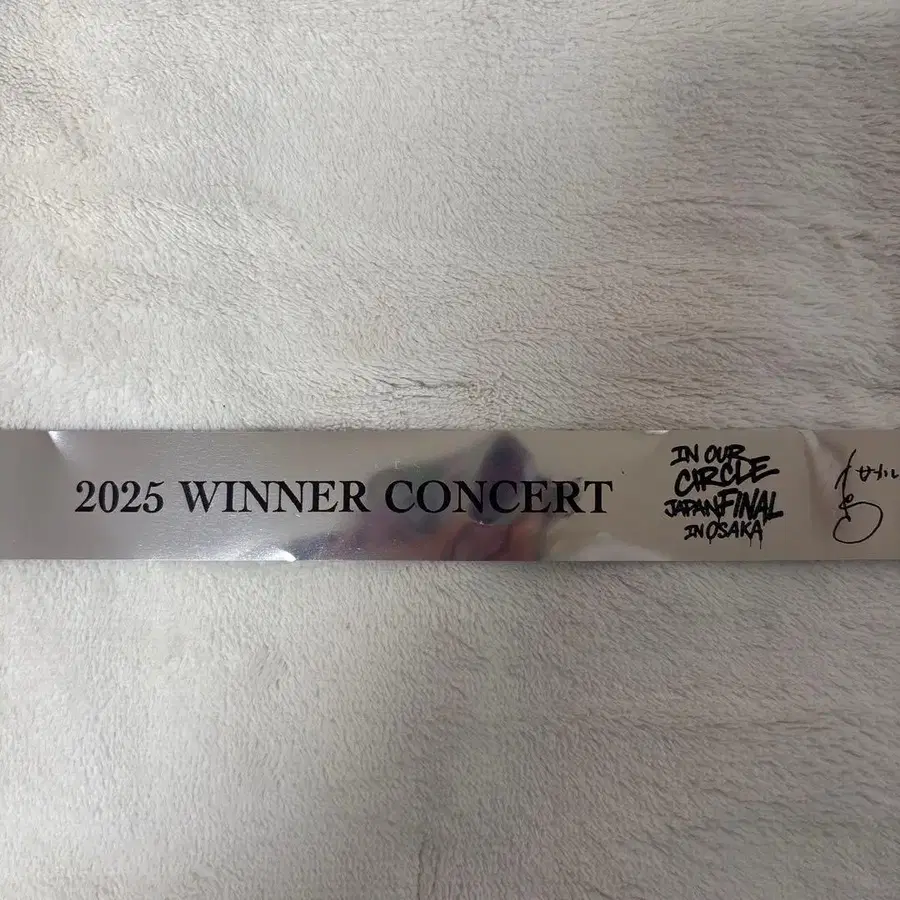 2025 WINNER CONCERT
IN OUR
CIRCLE
JAPAN FINAL
IN OSAKA